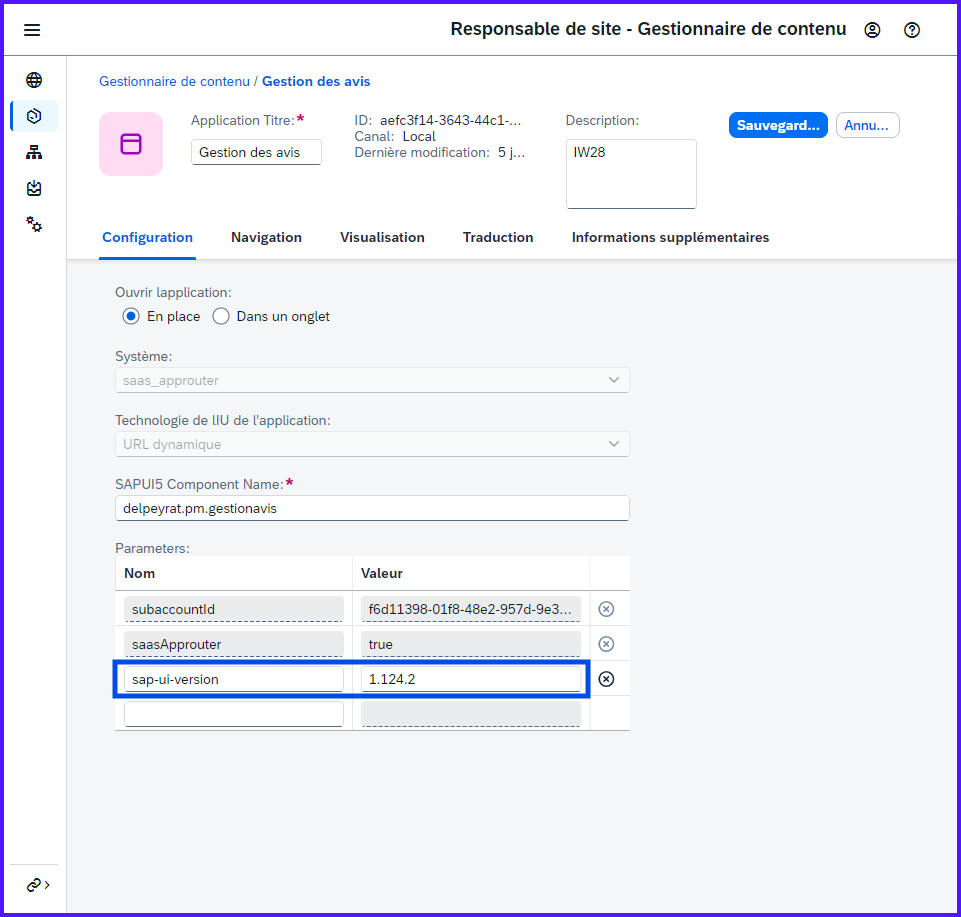 Responsable de site - Gestionnaire de contenu
Gestionnaire de contenu / Gestion des avis
Application Titre:*
Gestion des avis
ID: aefc3f14-3643-44c1-...
Canal: Local
Dernière modification: 5 j...
Description:
IW28
Sauvegard...
Annu...
Configuration
Navigation
Visualisation
Traduction
Informations supplémentaires
Ouvrir lapplication:
En place
Dans un onglet
Système:
saas_approuter
Technologie de lIU de l'application:
URL dynamique
SAPUI5 Component Name:*
delpeyrat.pm.gestionavis
Parameters:
Nom Valeur
subaccountId f6d11398-01f8-48e2-957d-9e3...
saasApprouter true
sap-ui-version 1.124.2